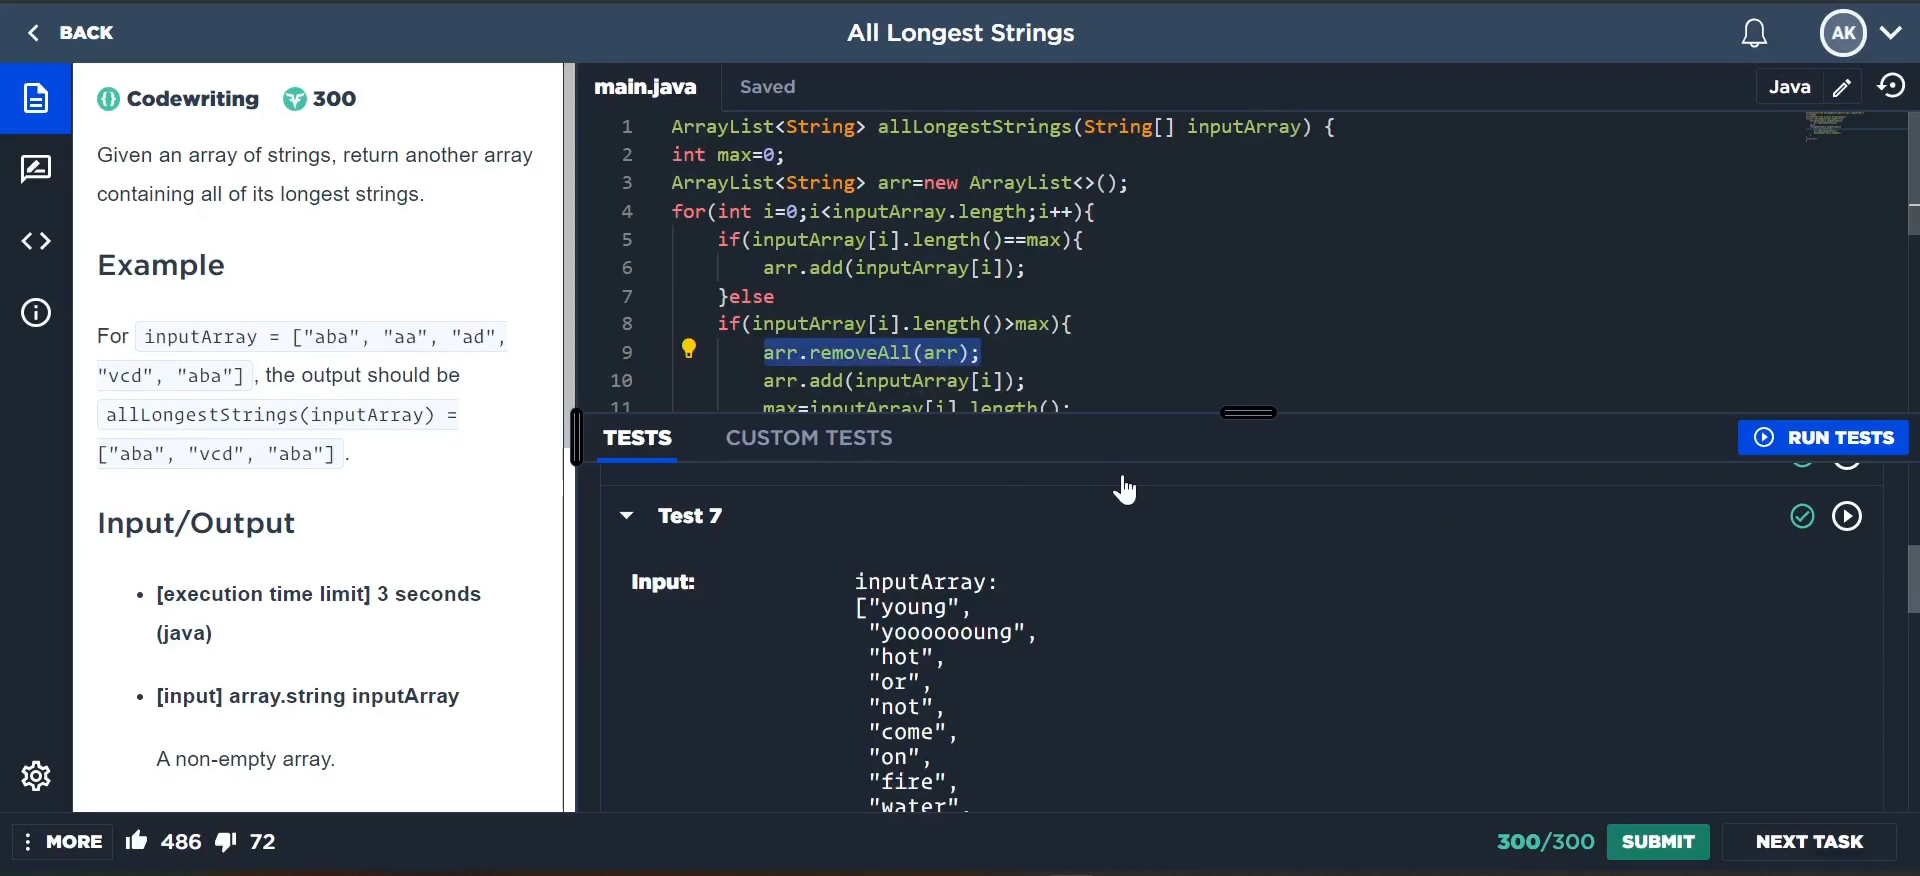 BACK
All Longest Strings
AK
Codewriting 300
Given an array of strings, return another array
containing all of its longest strings.
Example
For inputArray = ["aba", "aa", "ad",
"vcd", "aba"] , the output should be
allLongestStrings(inputArray) =
["aba", "vcd", "aba"] .
Input/Output
• [execution time limit] 3 seconds
(java)
• [input] array.string inputArray
A non-empty array.
main.java Saved Java
1 ArrayList<String> allLongestStrings(String[] inputArray) {
2 int max=0;
3 ArrayList<String> arr=new ArrayList<>();
4 for(int i=0;i<inputArray.length;i++){
5 if(inputArray[i].length()==max){
6 arr.add(inputArray[i]);
7 }else
8 if(inputArray[i].length()>max){
9 arr.removeAll(arr);
10 arr.add(inputArray[i]);
11 max=inputArray[i].length();
TESTS CUSTOM TESTS RUN TESTS
Test 7
Input: inputArray:
["young",
"yooooooung",
"hot",
"or",
"not",
"come",
"on",
"fire",
"water",
MORE 486 72
300/300 SUBMIT NEXT TASK